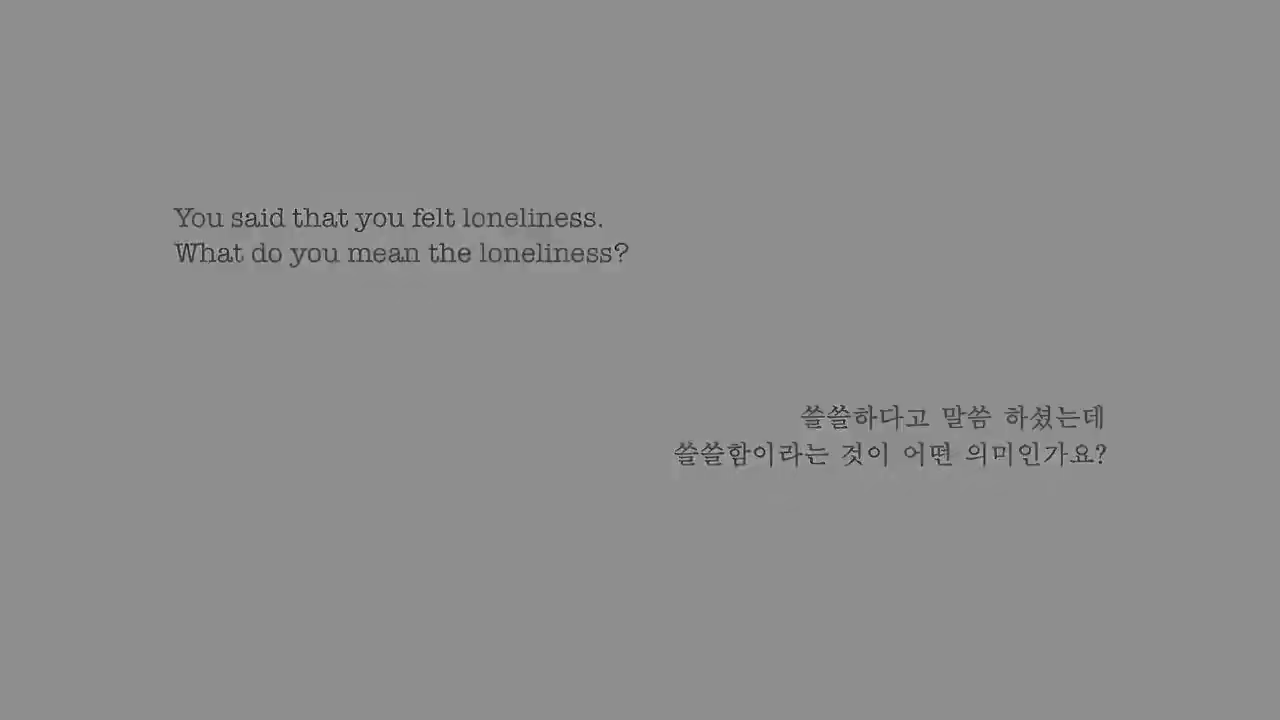 You said that you felt loneliness.
What do you mean the loneliness?
쓸쓸하다고 말씀 하셨는데
쓸쓸함이라는 것이 어떤 의미인가요?